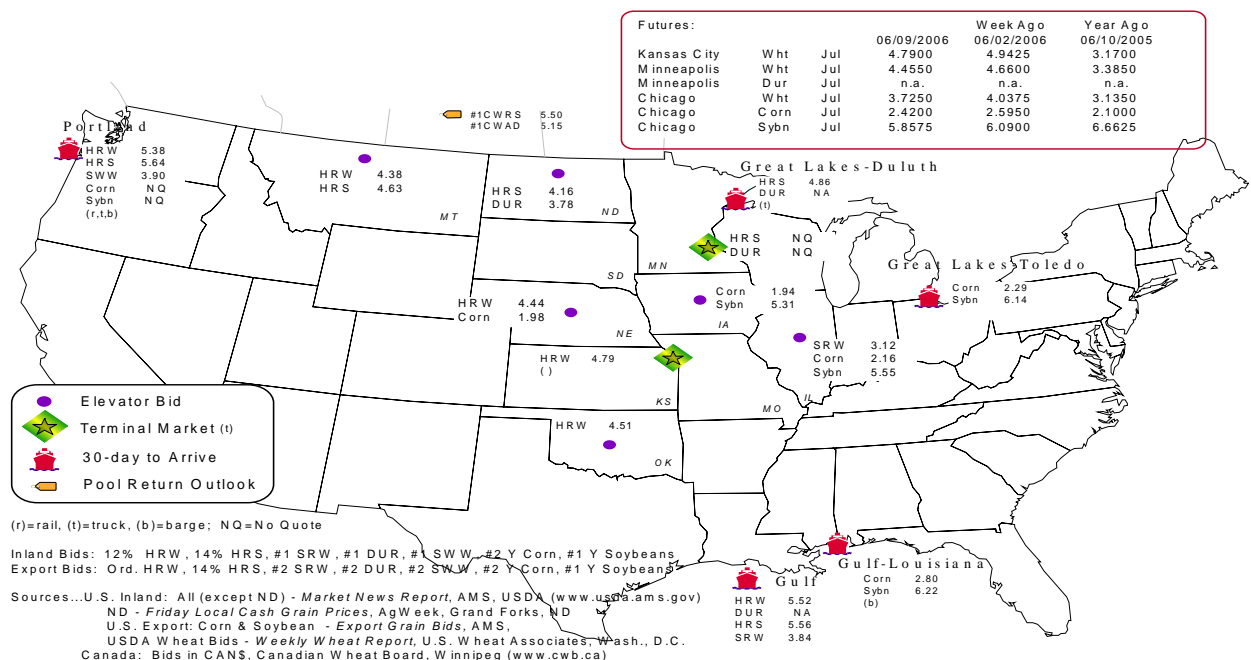 Futures: Week Ago Year Ago
06/09/2006 06/02/2006 06/10/2005
Kansas City Wht Jul 4.7900 4.9425 3.1700
Minneapolis Wht Jul 4.4550 4.6600 3.3850
Minneapolis Dur Jul n.a. n.a. n.a.
Chicago Wht Jul 3.7250 4.0375 3.1350
Chicago Corn Jul 2.4200 2.5950 2.1000
Chicago Sybn Jul 5.8575 6.0900 6.6625
#1CWRS 5.50
#1CWAD 5.15
Portland
HRW 5.38
HRS 5.64
SWW 3.90
Corn NQ
Sybn NQ
(r,t,b)
HRW 4.38
HRS 4.63
MT
HRS 4.16
DUR 3.78
ND
Great Lakes-Duluth
HRS 4.86
DUR NA
(t)
HRS NQ
DUR NQ
MN
SD
Great Lakes-Toledo
Corn 2.29
Sybn 6.14
HRW 4.44
Corn 1.98
NE
Corn 1.94
Sybn 5.31
IA
SRW 3.12
Corn 2.16
Sybn 5.55
IL
HRW 4.79
( )
KS
MO
HRW 4.51
OK
Elevator Bid
Terminal Market (t)
30-day to Arrive
Pool Return Outlook
Gulf-Louisiana
Corn 2.80
Sybn 6.22
(b)
Gulf
HRW 5.52
DUR NA
HRS 5.56
SRW 3.84
(r)=rail, (t)=truck, (b)=barge; NQ=No Quote
Inland Bids: 12% HRW, 14% HRS, #1 SRW, #1 DUR, #1 SWW, #2 Y Corn, #1 Y Soybeans
Export Bids: Ord. HRW, 14% HRS, #2 SRW, #2 DUR, #2 SWW, #2 Y Corn, #1 Y Soybeans
Sources...U.S. Inland: All (except ND) - Market News Report, AMS, USDA (www.usda.ams.gov)
ND - Friday Local Cash Grain Prices, AgWeek, Grand Forks, ND
U.S. Export: Corn & Soybean - Export Grain Bids, AMS,
USDA Wheat Bids - Weekly Wheat Report, U.S. Wheat Associates, Wash., D.C.
Canada: Bids in CAN$, Canadian Wheat Board, Winnipeg (www.cwb.ca)